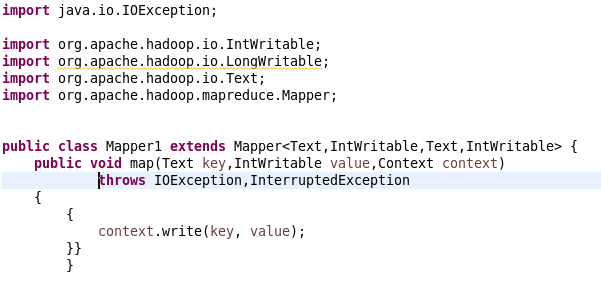 import java.io.IOException;
import org.apache.hadoop.io.IntWritable;
import org.apache.hadoop.io.LongWritable;
import org.apache.hadoop.io.Text;
import org.apache.hadoop.mapreduce.Mapper;
public class Mapper1 extends Mapper<Text,IntWritable,Text,IntWritable> {
public void map(Text key,IntWritable value,Context context)
throws IOException,InterruptedException
{
{
context.write(key, value);
}}
}